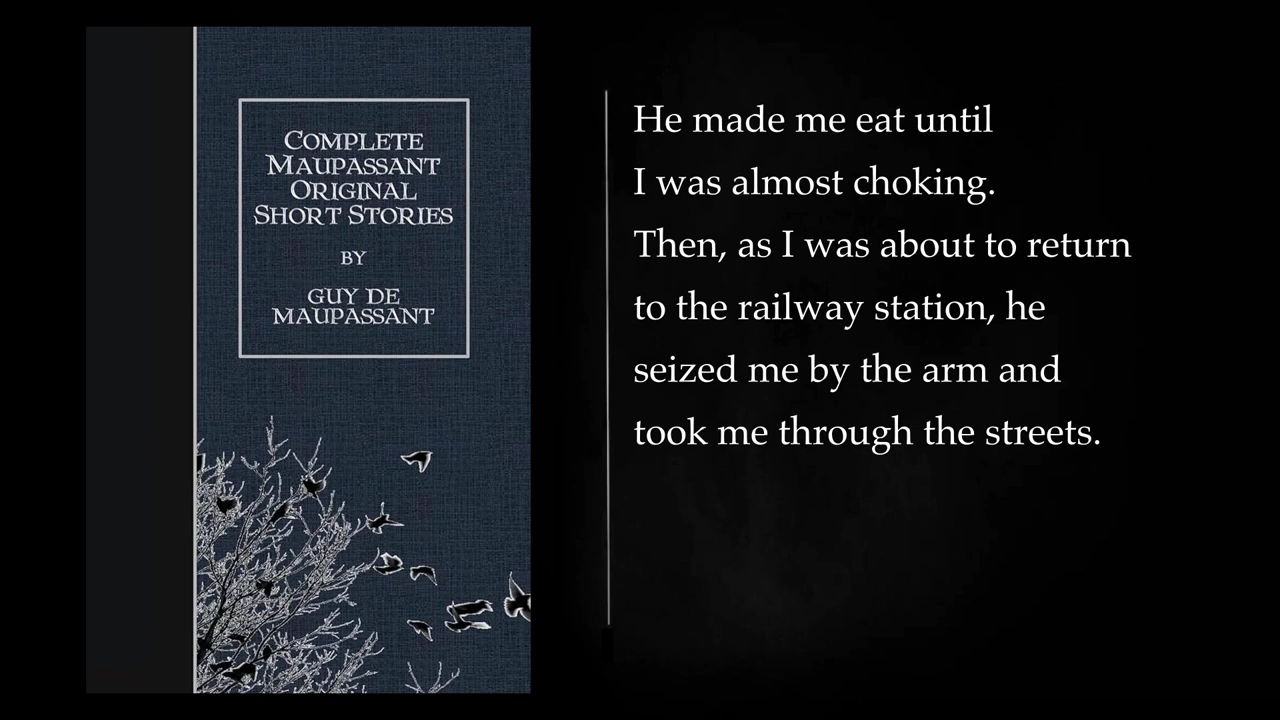 COMPLETE
MAUPASSANT
ORIGINAL
SHORT STORIES
BY
GUY DE
MAUPASSANT
He made me eat until
I was almost choking.
Then, as I was about to return
to the railway station, he
seized me by the arm and
took me through the streets.